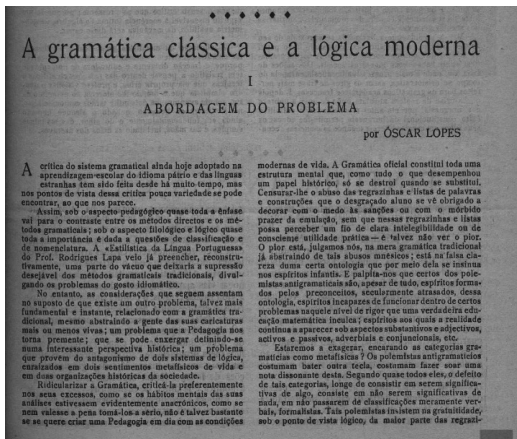 A gramática clássica e a lógica moderna
I
ABORDAGEM DO PROBLEMA
por ÓSCAR LOPES
A crítica do sistema gramatical ainda hoje adoptado na
aprendizagem escolar do idioma pátrio e das línguas
estranhas tem sido feita desde há muito tempo, mas
nos pontos de vista dessa crítica pouca variedade se pode
encontrar, ao que nos parece.
Assim, sob o aspecto pedagógico quase toda a ênfase
vai para o contraste entre os métodos directos e os mé-
todos gramaticais; sob o aspecto filológico e lógico quase
toda a importância é dada a questões de classificação e
de nomenclatura. A «Estilística da Língua Portuguesa»
do Prof. Rodrigues Lapa velo já preencher, reconstru-
tivamente, uma parte do vácuo que deixaria a supressão
desejável dos métodos gramaticais tradicionais, divul-
gando os problemas do gosto idiomático.
No entanto, as considerações que seguem assentam
no suposto de que existe um outro problema, talvez mais
fundamental e instante, relacionado com a gramática tra-
dicional, mesmo abstraindo a gente das suas caricaturas
mais ou menos vivas; um problema que a Pedagogia nos
torna premente; que se pode enxergar delineando-se
numa interessante perspectiva histórica; um problema
que provém do antagonismo de dois sistemas de lógica,
enraizados em dois sentimentos metafísicos de vida e
em duas organizações históricas da sociedade.
Ridicularizar a Gramática, criticá-la preferentemente
nos seus excessos, como se os hábitos mentais das suas
análises estivessem evidentemente anacrónicos, como se
nem valesse a pena tomá-los a sério, não é talvez bastante
se se quere criar uma Pedagogia em dia com as condições
modernas de vida. A Gramática oficial constitui toda uma
estrutura mental que, como tudo o que desempenhou
um papel histórico, só se destrói quando se substitui.
Censurar-lhe o abuso das regrazinhas e listas de palavras
e construções que o desgraçado aluno se vê obrigado a
decorar com o medo às sanções ou com o mórbido
prazer da emulação, sem que nessas regrazinhas e listas
possa perceber um fio de clara intelegibilidade ou de
consciente utilidade prática — é talvez não ver o pior.
O pior está, julgamos nós, na mera gramática tradicional
já abstraindo de tais abusos mnésicos; está na falsa cla-
reza duma certa ontologia que por meio dela se insinua
nos espíritos infantis. E palpita-nos que certos dos pole-
mistas antigramaticais são, apesar de tudo, espíritos forma-
dos pelos preconceitos, secularmente atrasados, dessa
ontologia, espíritos incapazes de funcionar dentro de certos
problemas naquele nível de rigor que uma verdadeira edu-
cação matemática inculca; espíritos aos quais a realidade
continua a aparecer sob aspectos substantivos e adjectivos,
activos e passivos, adverbiais e conjuncionais, etc.
Estaremos a exagerar, encarando as categorias gra-
maticais como metafísicas? Os polemistas antigramáticos
costumam bater outra tecla, costumam fazer soar uma
nota dissonante desta. Segundo quase todos eles, o defeito
de tais categorias, longe de consistir em serem significa-
tivas de algo, consiste em não serem significativas de
nada, em não passarem de classificações meramente ver-
bais, formalistas. Tais polemistas insistem na gratuitidade,
sob o ponto de vista lógico, da maior parte das regrazi-